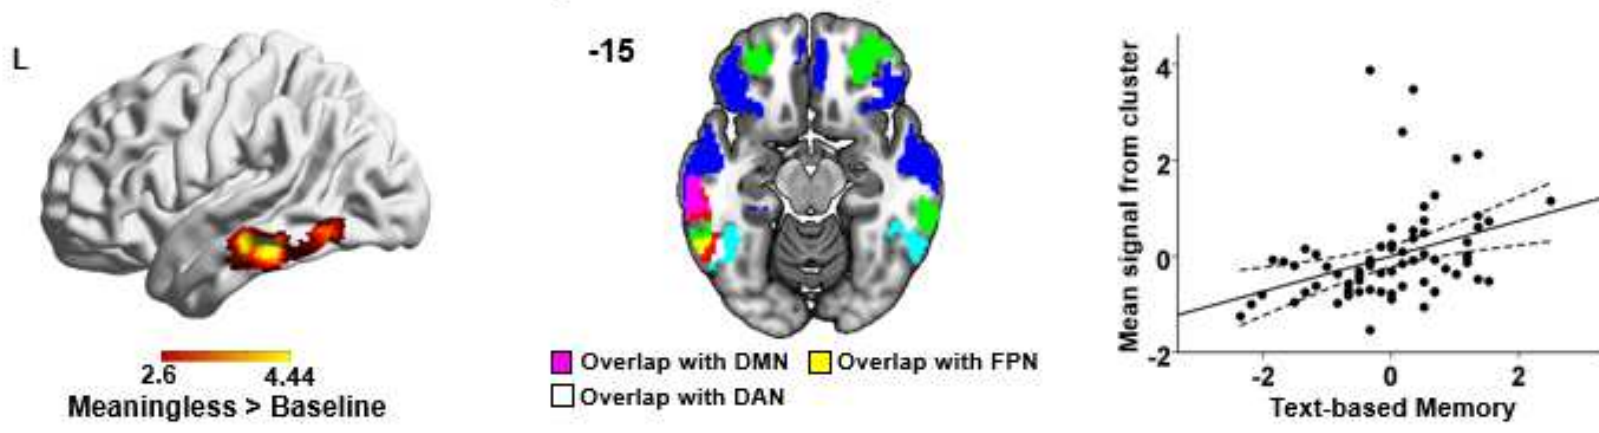 L
2.6 4.44
Meaningless > Baseline
-15
Overlap with DMN Overlap with FPN
Overlap with DAN
Mean signal from cluster
4
2
0
-2
-2 0 2
Text-based Memory